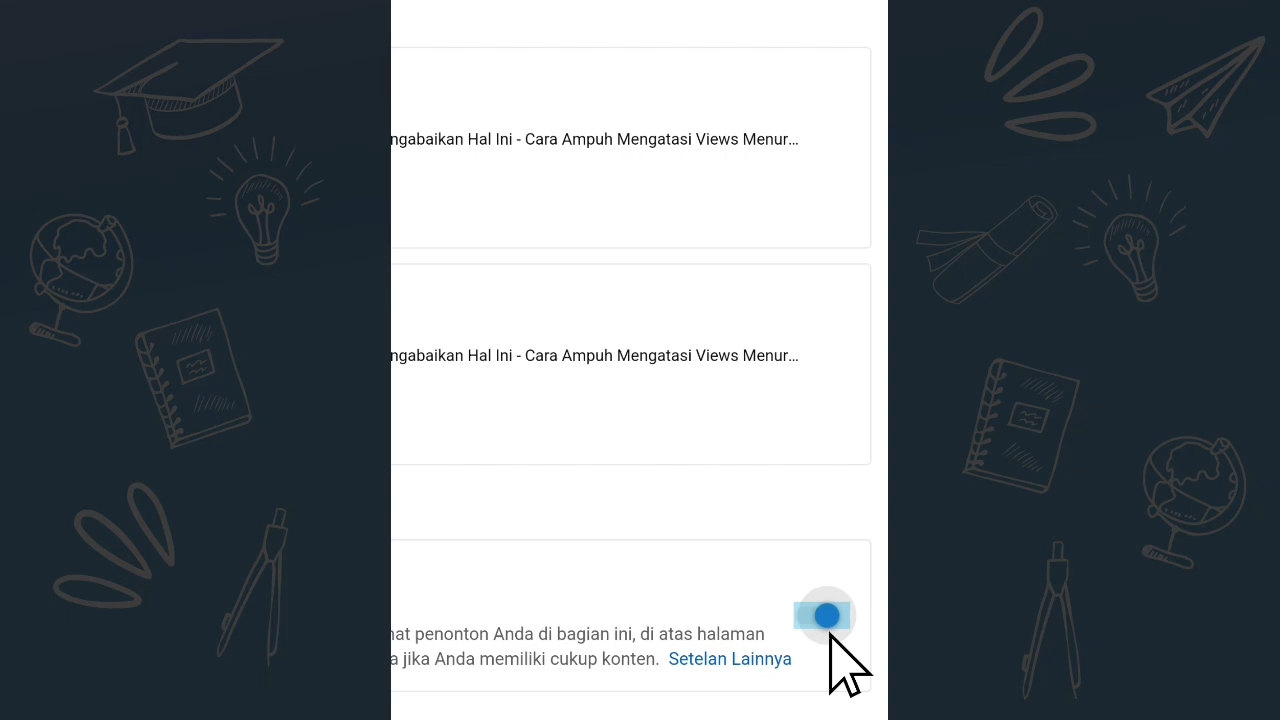 ngabaikan Hal Ini - Cara Ampuh Mengatasi Views Menur...
ngabaikan Hal Ini - Cara Ampuh Mengatasi Views Menur...
nat penonton Anda di bagian ini, di atas halaman
a jika Anda memiliki cukup konten. Setelan Lainnya